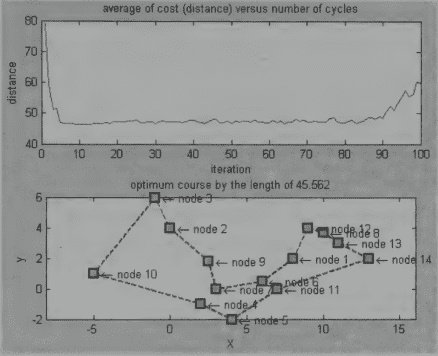 average of cost (distance) versus number of cycles
80
70
60
50
40
distance
0 10 20 30 40 50 60 70 80 90 100
iteration
optimum course by the length of 45.562
6
4
2
0
-2
y
← node 3
← node 2
← node 12
← node 8
← node 13
← node 9
← node 1
← node 14
← node 10
← node 6
← node
← node 11
← node 4
← node 5
-5 0 5 10 15
X